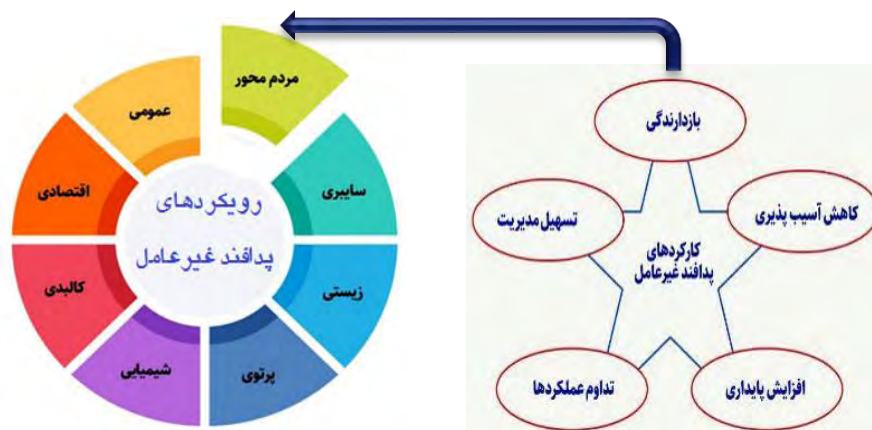 مردم محور
عمومی
سایبری
اقتصادی
رویکردهای
پدافند غیرعامل
زیستی
کالبدی
پرتوی
شیمیایی
بازدارندگی
کاهش آسیب پذیری
تسهیل مدیریت
کارکردهای
پدافند غیرعامل
افزایش پایداری
تداوم عملکردها